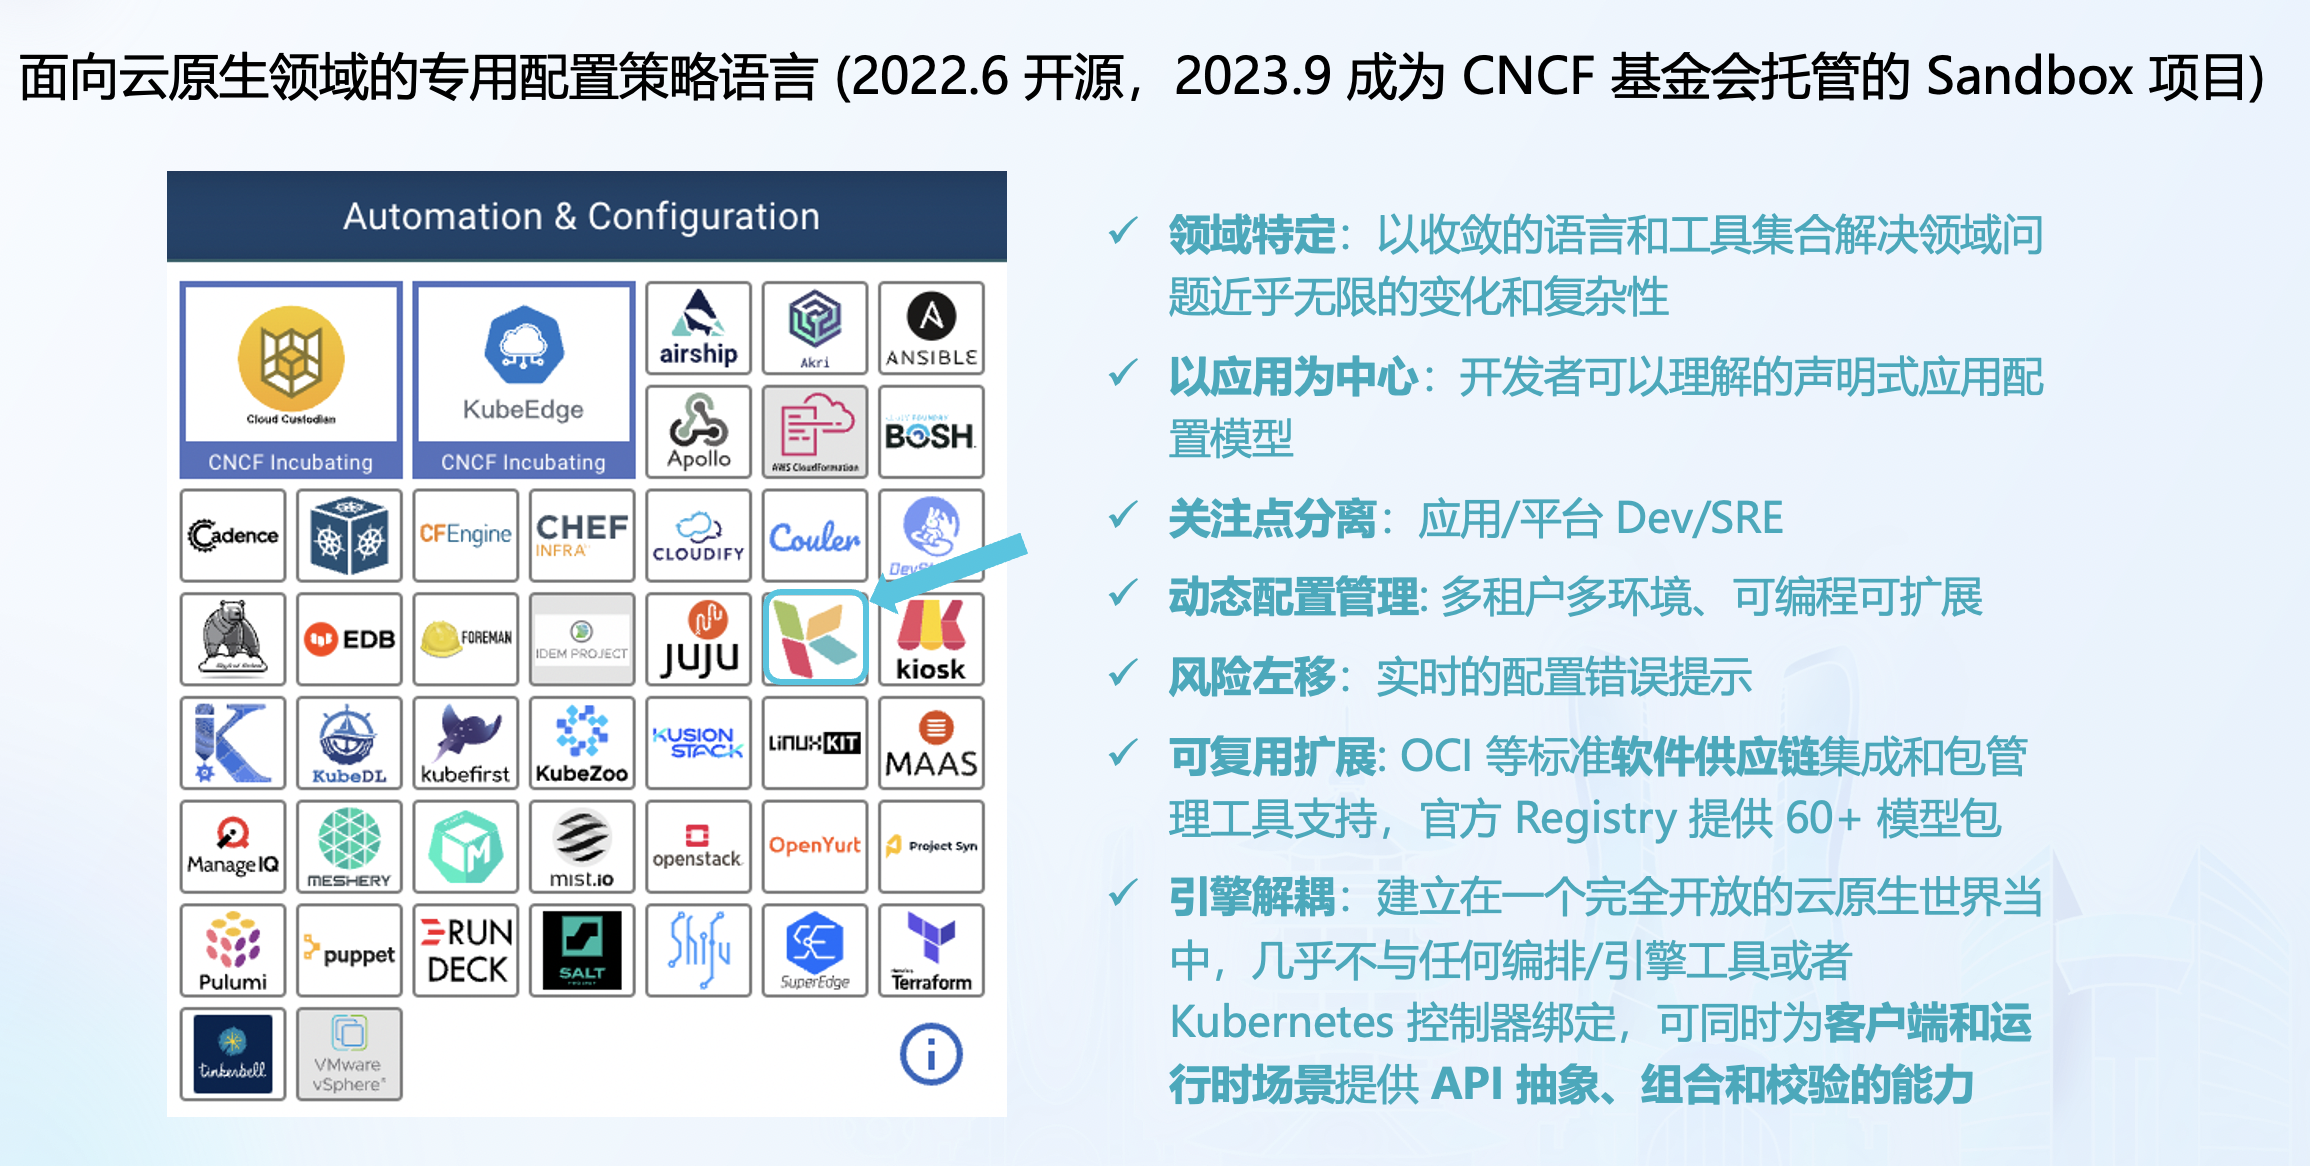 面向云原生领域的专用配置策略语言 (2022.6 开源，2023.9 成为 CNCF 基金会托管的 Sandbox 项目)
Automation & Configuration
Cloud Custodian
CNCF Incubating
KubeEdge
CNCF Incubating
airship
Akri
ANSIBLE
Apollo
AWS CloudFormation
CLOUD FOUNDRY
BOSH
Cadence
CFEngine
CHEF
INFRA
CLOUDIFY
Couler
EDB
FOREMAN
IDEM PROJECT
JUJU
kiosk
KubeDL
kubefirst
KubeZoo
KUSION
STACK
LINUXKIT
MAAS
ManageIQ
MESHERY
M
mist.io
openstack
OpenYurt
Project Syn
Pulumi
puppet
RUN
DECK
SALT
PROJECT
Shifu
SuperEdge
HashiCorp
Terraform
tinkerbell
VMware
vSphere®
✓ 领域特定：以收敛的语言和工具集合解决领域问
题近乎无限的变化和复杂性
✓ 以应用为中心：开发者可以理解的声明式应用配
置模型
✓ 关注点分离：应用/平台 Dev/SRE
✓ 动态配置管理: 多租户多环境、可编程可扩展
✓ 风险左移：实时的配置错误提示
✓ 可复用扩展: OCI 等标准软件供应链集成和包管
理工具支持，官方 Registry 提供 60+ 模型包
✓ 引擎解耦：建立在一个完全开放的云原生世界当
中，几乎不与任何编排/引擎工具或者
Kubernetes 控制器绑定，可同时为客户端和运
行时场景提供 API 抽象、组合和校验的能力